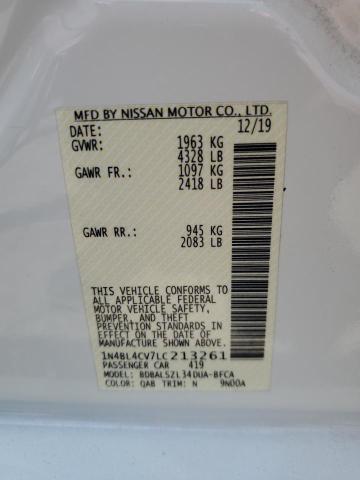 MFD BY NISSAN MOTOR CO., LTD.
DATE: 12/19
GVWR: 1963 KG
4328 LB
GAWR FR.: 1097 KG
2418 LB
GAWR RR.: 945 KG
2083 LB
THIS VEHICLE CONFORMS TO
ALL APPLICABLE FEDERAL
MOTOR VEHICLE SAFETY,
BUMPER, AND THEFT
PREVENTION STANDARDS IN
EFFECT ON THE DATE OF
MANUFACTURE SHOWN ABOVE.
1N4BL4CV7LC213261
PASSENGER CAR 419
MODEL: BDBALSZL34DUA-BFCA
COLOR: QAB TRIM: N 9N00A